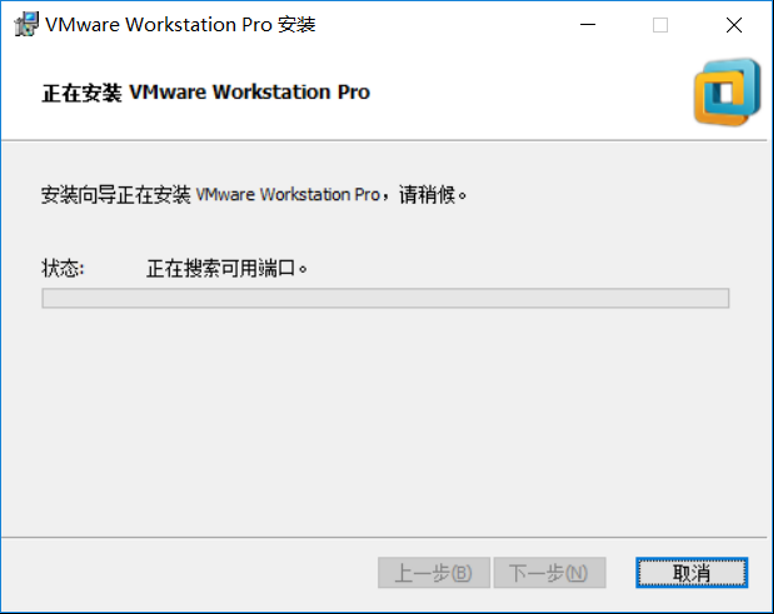 VMware Workstation Pro 安装
正在安装 VMware Workstation Pro
安装向导正在安装 VMware Workstation Pro，请稍候。
状态: 正在搜索可用端口。
上一步(B) 下一步(N) 取消